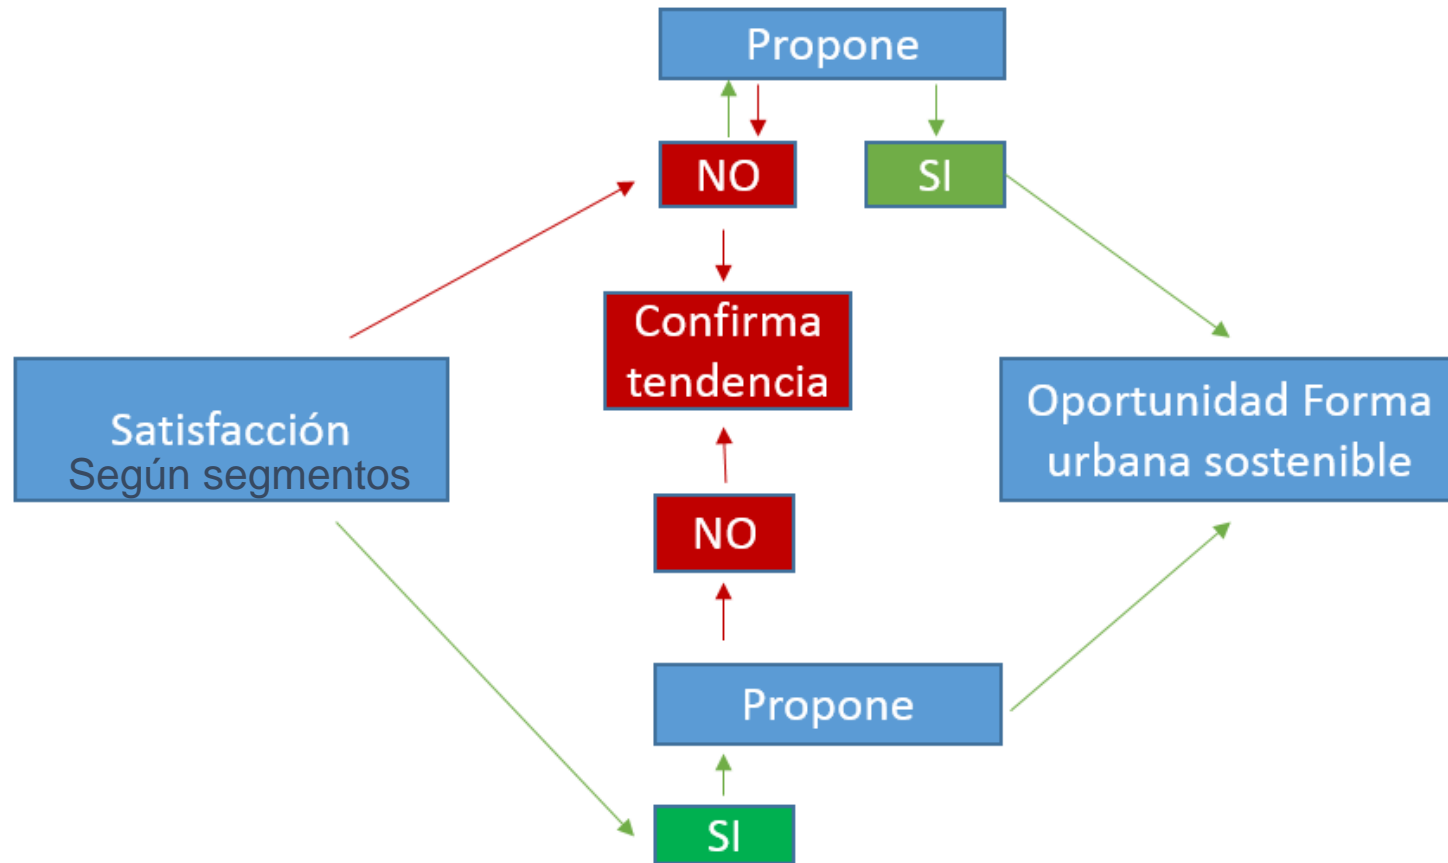 Propone
NO
SI
Confirma
tendencia
Satisfacción
Según segmentos
Oportunidad Forma
urbana sostenible
NO
Propone
SI